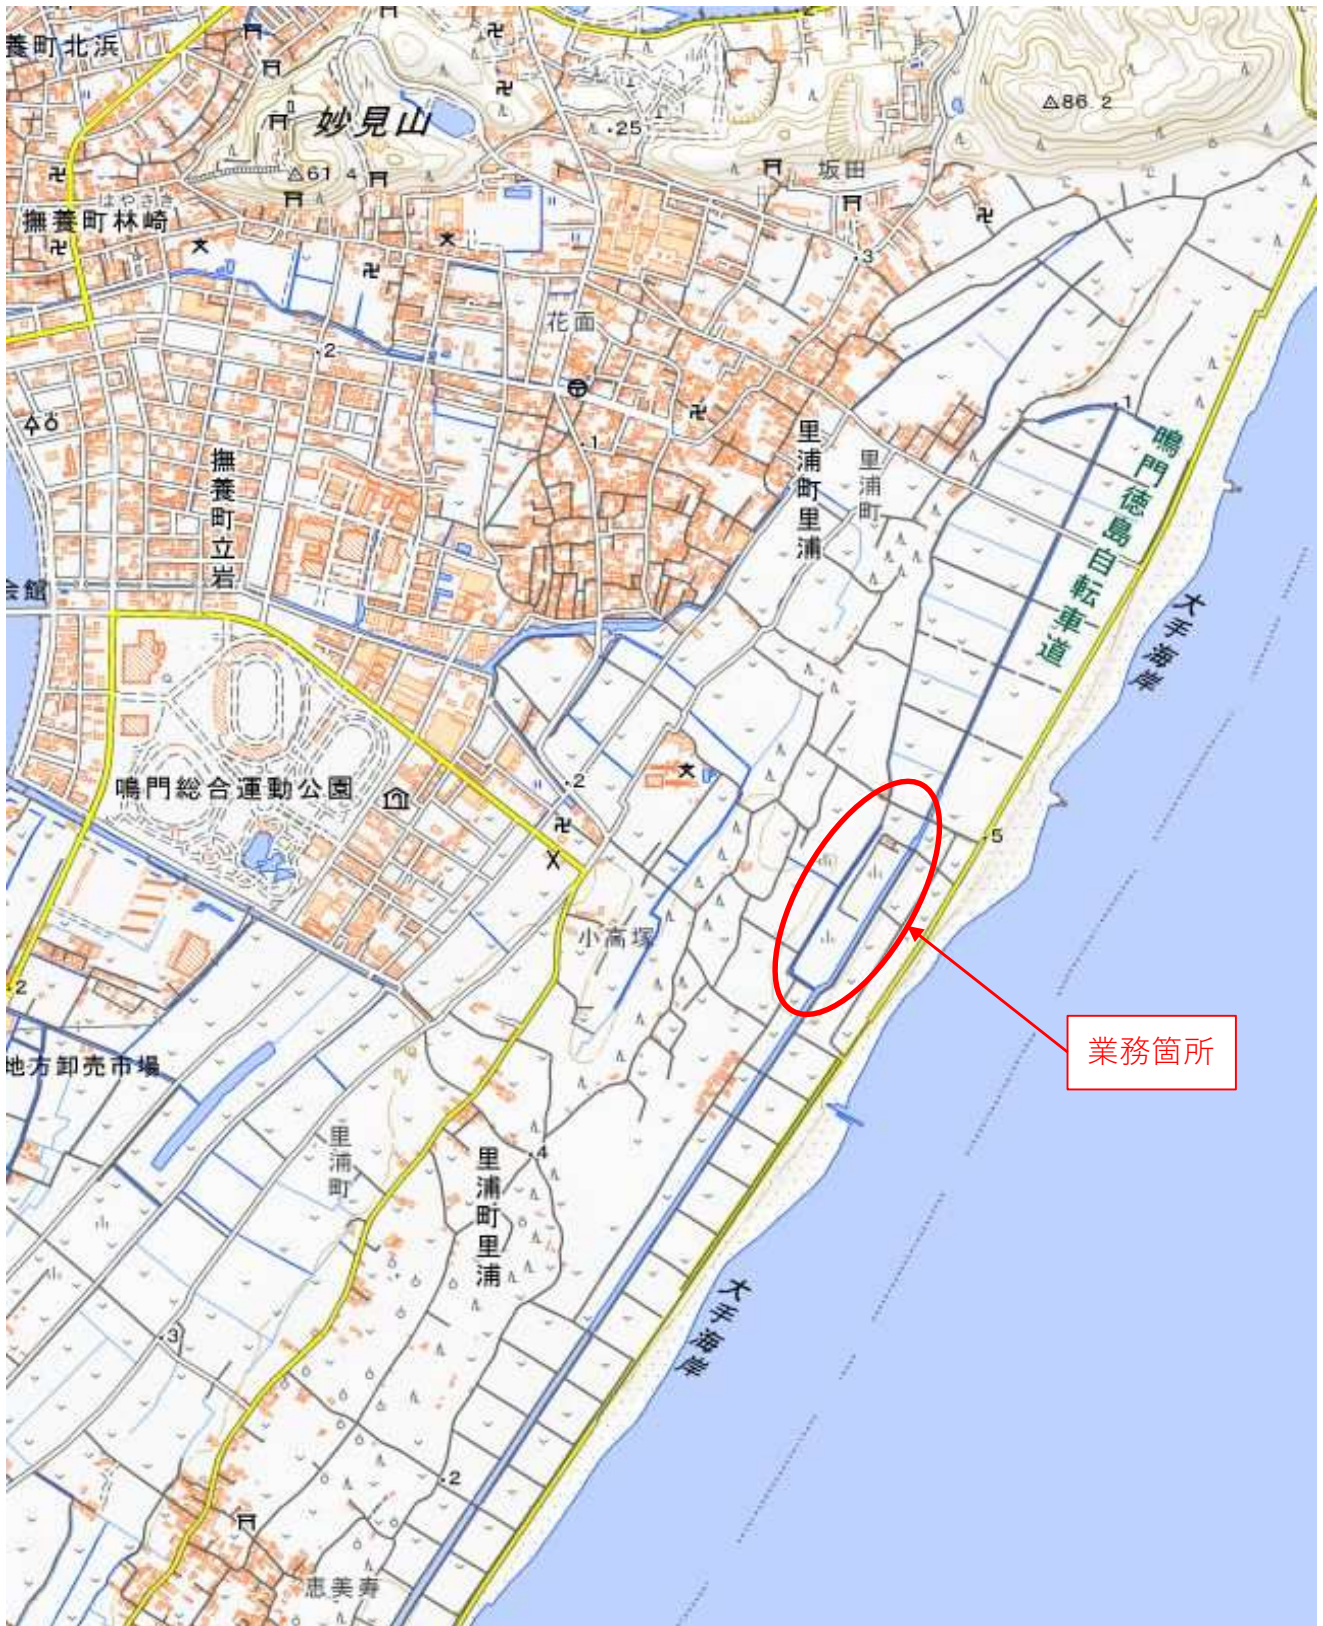 養町北浜
妙見山
△86.2
・25
△61.4
坂田
はやさき
撫養町林崎
・3
花面
・2
・1
・1
撫養町立岩
里浦町里浦
里浦町
鳴門徳島自転車道
会館
大手海岸
鳴門総合運動公園
・2
・5
小高塚
2
業務箇所
地方卸売市場
里浦町
・4
里浦町里浦
大手海岸
・3
・2
恵美寿